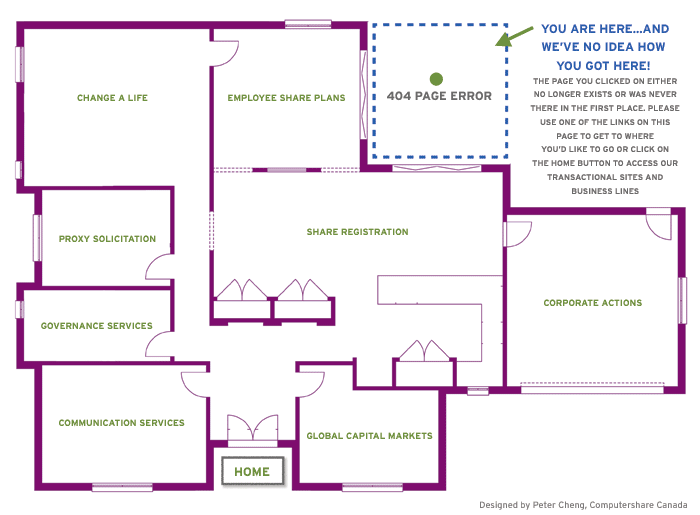 YOU ARE HERE...AND
WE'VE NO IDEA HOW
YOU GOT HERE!
THE PAGE YOU CLICKED ON EITHER
NO LONGER EXISTS OR WAS NEVER
THERE IN THE FIRST PLACE. PLEASE
USE ONE OF THE LINKS ON THIS
PAGE TO GET TO WHERE
YOU'D LIKE TO GO OR CLICK ON
THE HOME BUTTON TO ACCESS OUR
TRANSACTIONAL SITES AND
BUSINESS LINES
404 PAGE ERROR
CHANGE A LIFE
EMPLOYEE SHARE PLANS
PROXY SOLICITATION
SHARE REGISTRATION
GOVERNANCE SERVICES
CORPORATE ACTIONS
COMMUNICATION SERVICES
GLOBAL CAPITAL MARKETS
HOME
Designed by Peter Cheng, Computershare Canada